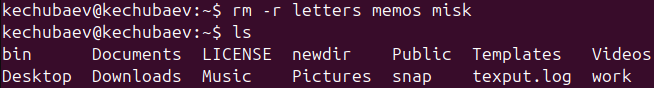 kechubaev@kechubaev:~$ rm -r letters memos misk
kechubaev@kechubaev:~$ ls
bin Documents LICENSE newdir Public Templates Videos
Desktop Downloads Music Pictures snap texput.log work